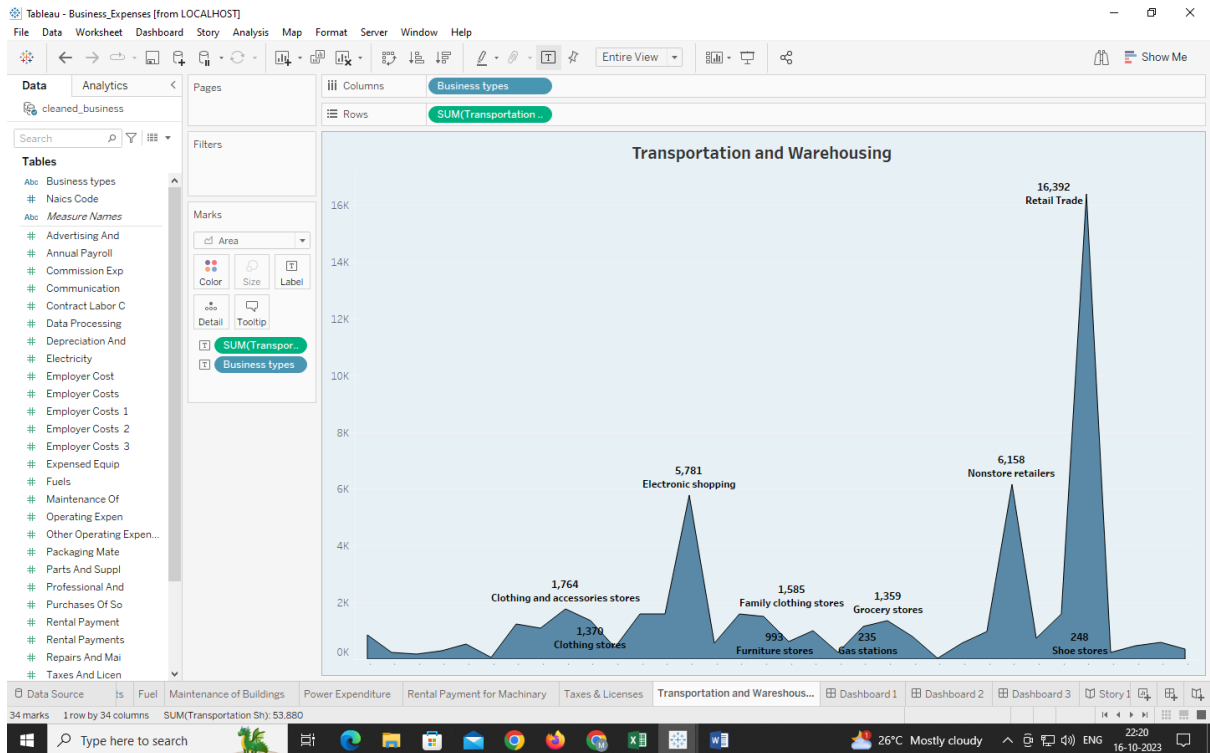 Tableau - Business_Expenses [from LOCALHOST]
File Data Worksheet Dashboard Story Analysis Map Format Server Window Help
Entire View
Show Me
Data Analytics
cleaned_business
Search
Tables
Abc Business types
# Naics Code
Abc Measure Names
# Advertising And
# Annual Payroll
# Commission Exp
# Communication
# Contract Labor C
# Data Processing
# Depreciation And
# Electricity
# Employer Cost
# Employer Costs
# Employer Costs 1
# Employer Costs 2
# Employer Costs 3
# Expensed Equip
# Fuels
# Maintenance Of
# Operating Expen
# Other Operating Expen...
# Packaging Mate
# Parts And Suppl
# Professional And
# Purchases Of So
# Rental Payment
# Rental Payments
# Repairs And Mai
# Taxes And Licen
Pages
Filters
Marks
Area
Color Size Label
Detail Tooltip
SUM(Transpor..
Business types
Columns Business types
Rows SUM(Transportation ..
Transportation and Warehousing
16K
14K
12K
10K
8K
6K
4K
2K
0K
16,392
Retail Trade
6,158
Nonstore retailers
5,781
Electronic shopping
1,764
Clothing and accessories stores
1,585
Family clothing stores
1,359
Grocery stores
1,370
Clothing stores
993
Furniture stores
235
Gas stations
248
Shoe stores
Data Source ts Fuel Maintenance of Buildings Power Expenditure Rental Payment for Machinery Taxes & Licenses Transportation and Warehous... Dashboard 1 Dashboard 2 Dashboard 3 Story 1
34 marks 1 row by 34 columns SUM(Transportation Sh): 53,880
Type here to search
26°C Mostly cloudy
ENG
22:20
16-10-2023